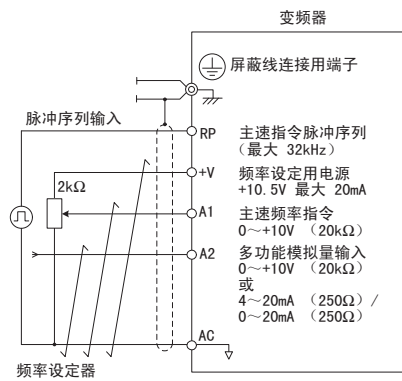 变频器
屏蔽线连接用端子
脉冲序列输入
RP
主速指令脉冲序列
（最大 32kHz）
+V
频率设定用电源
+10.5V 最大 20mA
2kΩ
A1
主速频率指令
0～+10V （20kΩ）
A2
多功能模拟量输入
0～+10V （20kΩ）
或
4～20mA （250Ω）/
0～20mA （250Ω）
AC
频率设定器